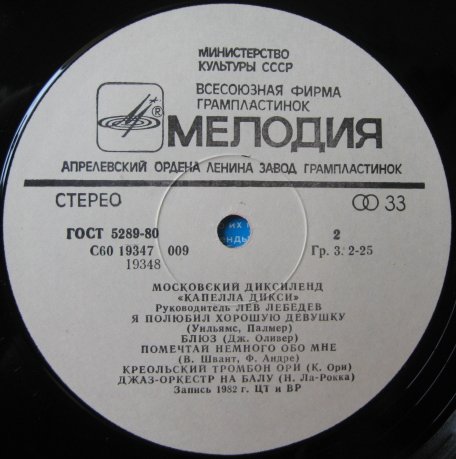 МИНИСТЕРСТВО
КУЛЬТУРЫ СССР
ВСЕСОЮЗНАЯ ФИРМА
ГРАМПЛАСТИНОК
®
МЕЛОДИЯ
АПРЕЛЕВСКИЙ ОРДЕНА ЛЕНИНА ЗАВОД ГРАМПЛАСТИНОК
СТЕРЕО 33
ГОСТ 5289-80 2
С60 19347 009 Гр. 3. 2-25
19348
МОСКОВСКИЙ ДИКСИЛЕНД
«КАПЕЛЛА ДИКСИ»
Руководитель ЛЕВ ЛЕБЕДЕВ
Я ПОЛЮБИЛ ХОРОШУЮ ДЕВУШКУ
(Уильямс, Палмер)
БЛЮЗ (Дж. Оливер)
ПОМЕЧТАЙ НЕМНОГО ОБО МНЕ
(В. Швант, Ф. Андре)
КРЕОЛЬСКИЙ ТРОМБОН ОРИ (К. Ори)
ДЖАЗ-ОРКЕСТР НА БАЛУ (Н. Ла-Рокка)
Запись 1982 г. ЦТ и ВР